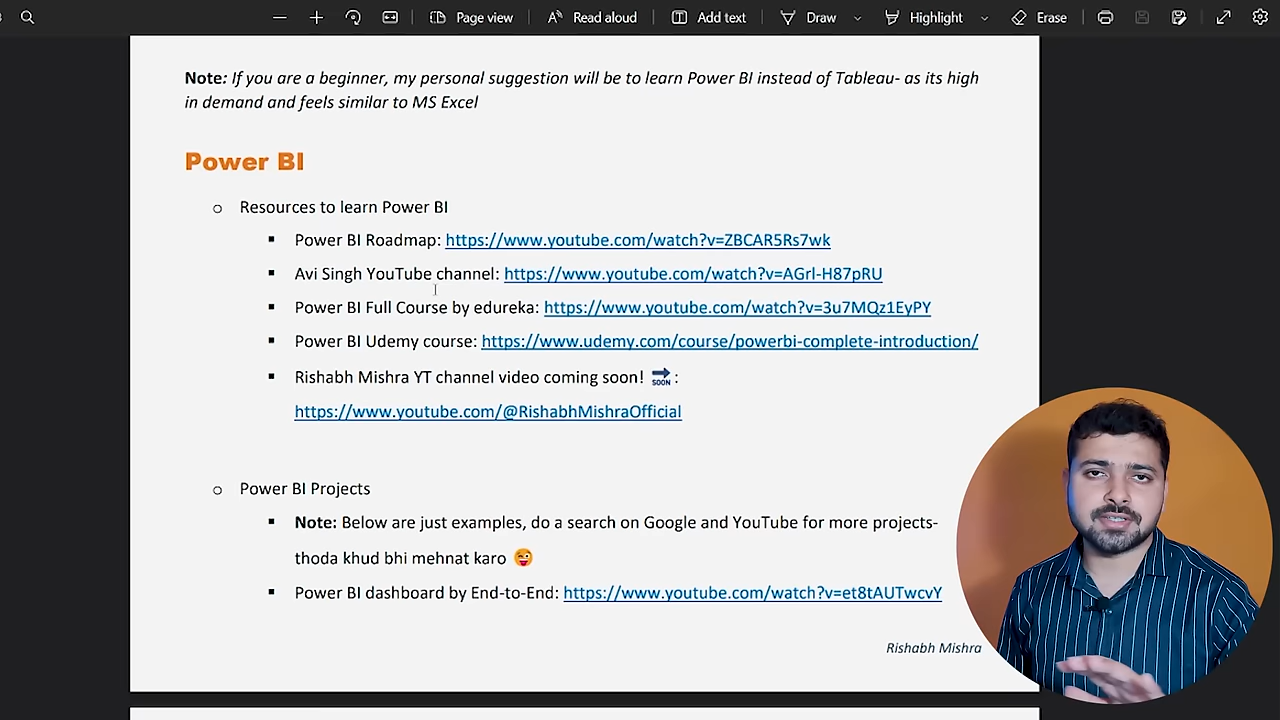 Page view
Read aloud
Add text
Draw
Highlight
Erase
Note: If you are a beginner, my personal suggestion will be to learn Power BI instead of Tableau- as its high
in demand and feels similar to MS Excel
Power BI
Resources to learn Power BI
Power BI Roadmap: https://www.youtube.com/watch?v=ZBCAR5Rs7wk
Avi Singh YouTube channel: https://www.youtube.com/watch?v=AGrl-H87pRU
Power BI Full Course by edureka: https://www.youtube.com/watch?v=3u7MQz1EyPY
Power BI Udemy course: https://www.udemy.com/course/powerbi-complete-introduction/
Rishabh Mishra YT channel video coming soon! SOON :
https://www.youtube.com/@RishabhMishraOfficial
Power BI Projects
Note: Below are just examples, do a search on Google and YouTube for more projects-
thoda khud bhi mehnat karo 😜
Power BI dashboard by End-to-End: https://www.youtube.com/watch?v=et8tAUTwcvY
Rishabh Mishra